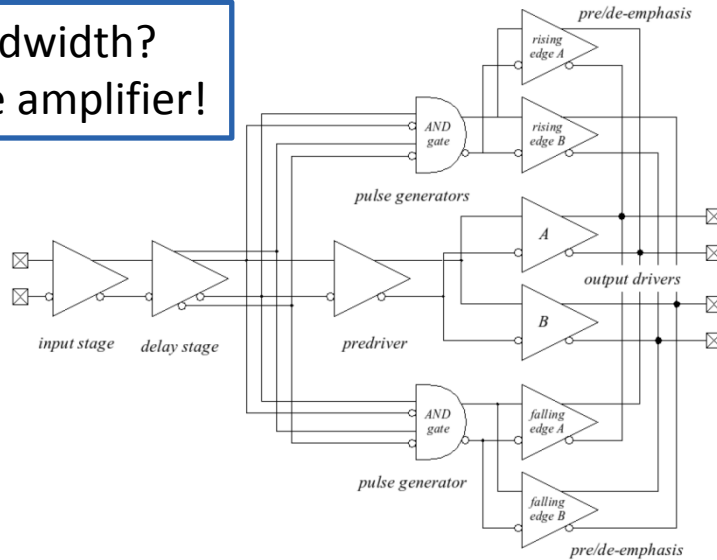 dwidth?
e amplifier!
pre/de-emphasis
rising
edge A
AND
gate
rising
edge B
pulse generators
A
output drivers
B
input stage
delay stage
predriver
AND
gate
falling
edge A
pulse generator
falling
edge B
pre/de-emphasis